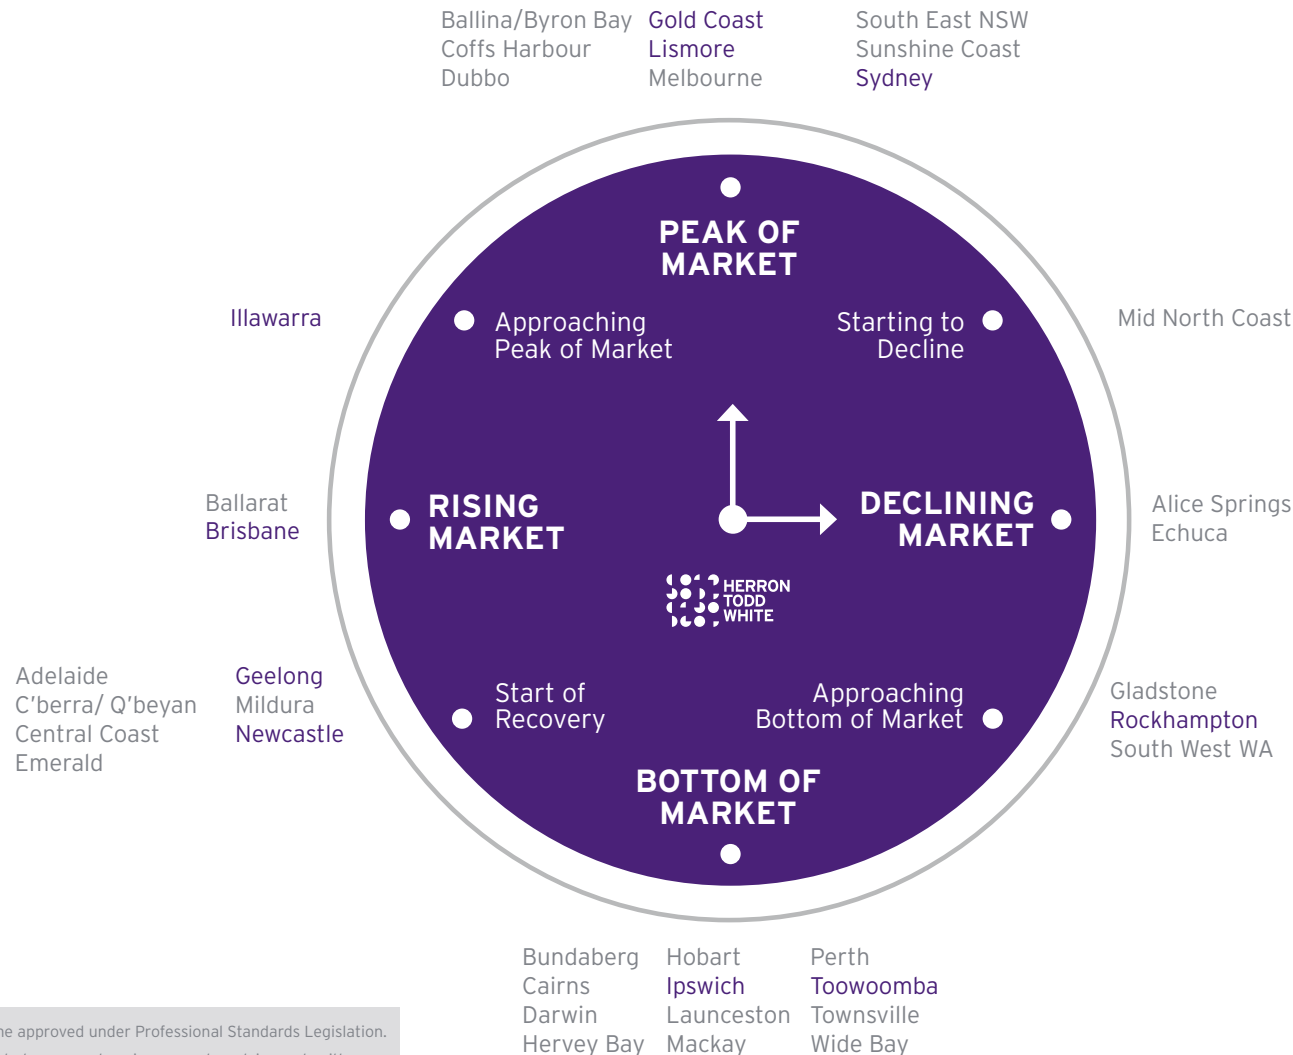 Ballina/Byron Bay
Coffs Harbour
Dubbo
Gold Coast
Lismore
Melbourne
South East NSW
Sunshine Coast
Sydney
PEAK OF
MARKET
Illawarra
Approaching
Peak of Market
Starting to
Decline
Mid North Coast
Ballarat
Brisbane
RISING
MARKET
DECLINING
MARKET
Alice Springs
Echuca
HERRON
TODD
WHITE
Adelaide
C'berra/ Q'beyan
Central Coast
Emerald
Geelong
Mildura
Newcastle
Start of
Recovery
Approaching
Bottom of Market
Gladstone
Rockhampton
South West WA
BOTTOM OF
MARKET
Bundaberg
Cairns
Darwin
Hervey Bay
Hobart
Ipswich
Launceston
Mackay
Perth
Toowoomba
Townsville
Wide Bay
approved under Professional Standards Legislation.